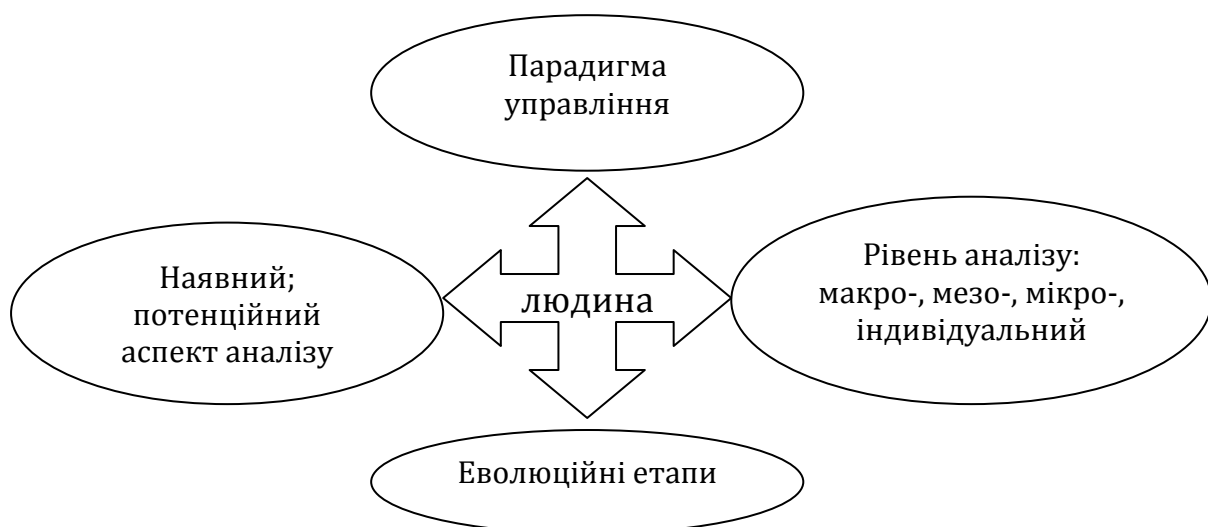 Парадигма
управління
Наявний;
потенційний
аспект аналізу
людина
Рівень аналізу:
макро-, мезо-, мікро-,
індивідуальний
Еволюційні етапи